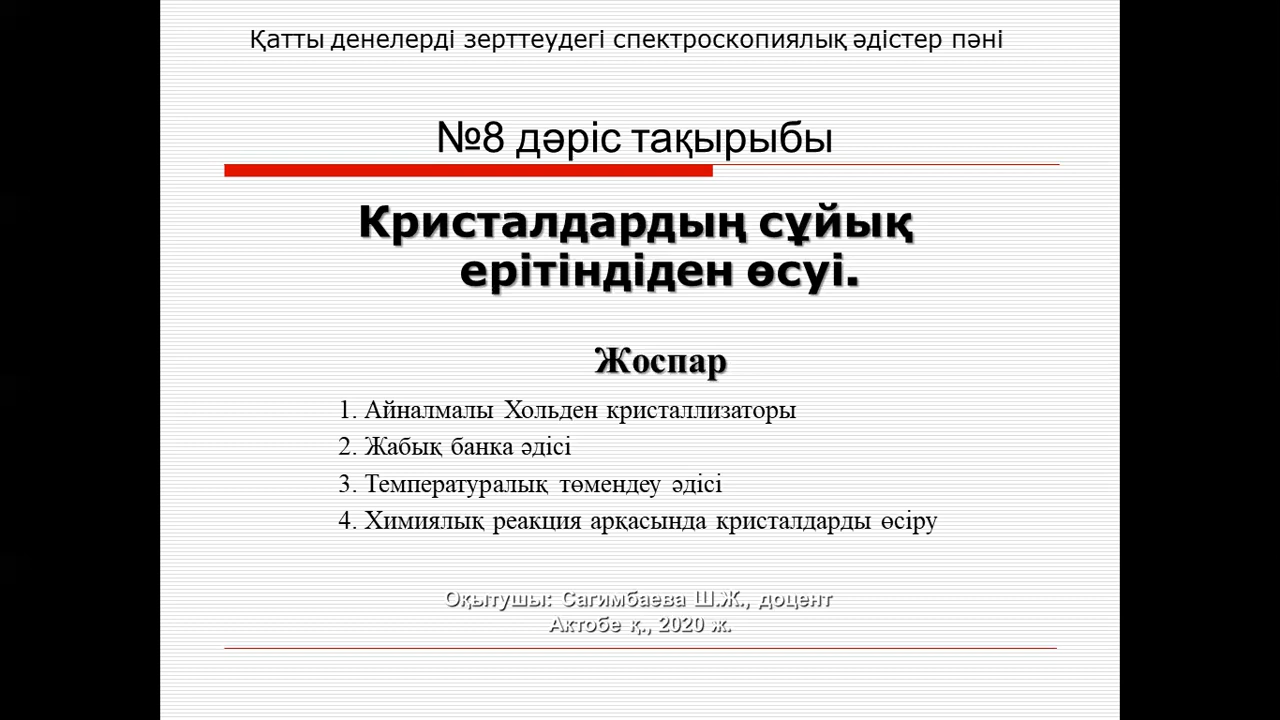 Қатты денелерді зерттеудегі спектроскопиялық әдістер пәні
№8 дәріс тақырыбы
Кристалдардың сұйық
ерітіндіден өсуі.
Жоспар
1. Айналмалы Хольден кристаллизаторы
2. Жабық банка әдісі
3. Температуралық төмендеу әдісі
4. Химиялық реакция арқасында кристалдарды өсіру
Оқытушы: Сагимбаева Ш.Ж., доцент
Актобе қ., 2020 ж.